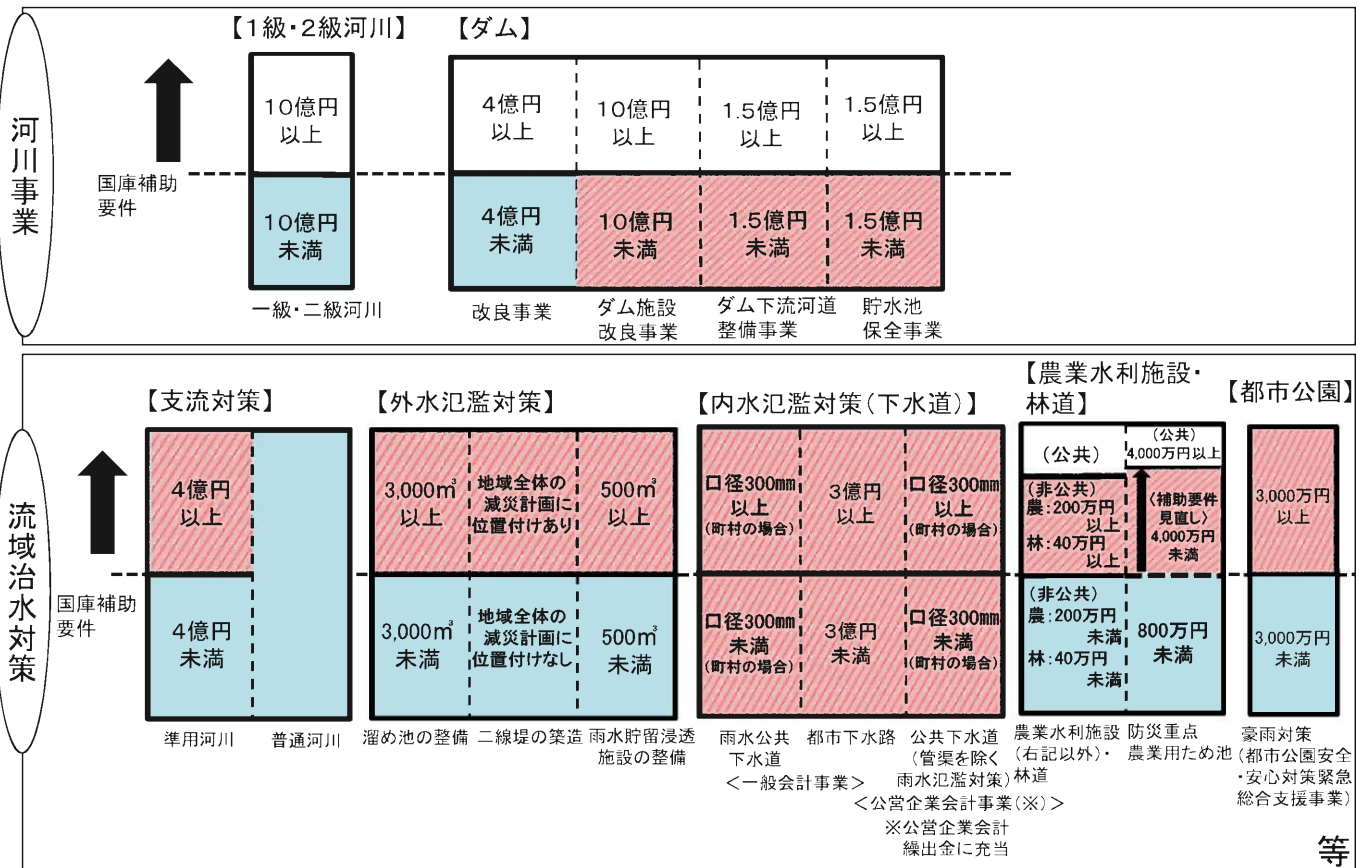 河川事業
【1級・2級河川】
【ダム】
国庫補助
要件
10億円
以上
10億円
未満
一級・二級河川
4億円
以上
4億円
未満
改良事業
10億円
以上
10億円
未満
ダム施設
改良事業
1.5億円
以上
1.5億円
未満
ダム下流河道
整備事業
1.5億円
以上
1.5億円
未満
貯水池
保全事業
流域治水対策
国庫補助
要件
【支流対策】
4億円
以上
4億円
未満
準用河川
普通河川
【外水氾濫対策】
3,000㎥
以上
3,000㎥
未満
溜め池の整備
地域全体の
減災計画に
位置付けあり
地域全体の
減災計画に
位置付けなし
二線堤の築造
500㎥
以上
500㎥
未満
雨水貯留浸透
施設の整備
【内水氾濫対策(下水道)】
口径300㎜
以上
(町村の場合)
口径300㎜
未満
(町村の場合)
雨水公共
下水道
3億円
以上
3億円
未満
都市下水路
<一般会計事業>
口径300㎜
以上
(町村の場合)
口径300㎜
未満
(町村の場合)
公共下水道
(管渠を除く
雨水氾濫対策)
<公営企業会計事業(※)>
※公営企業会計
繰出金に充当
【農業水利施設・
林道】
(公共)
(非公共)
農:200万円
以上
林:40万円
以上
(非公共)
農:200万円
未満
林:40万円
未満
農業水利施設
(右記以外)・
林道
(公共)
4,000万円以上
〈補助要件
見直し〉
4,000万円
未満
800万円
未満
防災重点
農業用ため池
【都市公園】
3,000万円
以上
3,000万円
未満
豪雨対策
(都市公園安全
・安心対策緊急
総合支援事業)
等